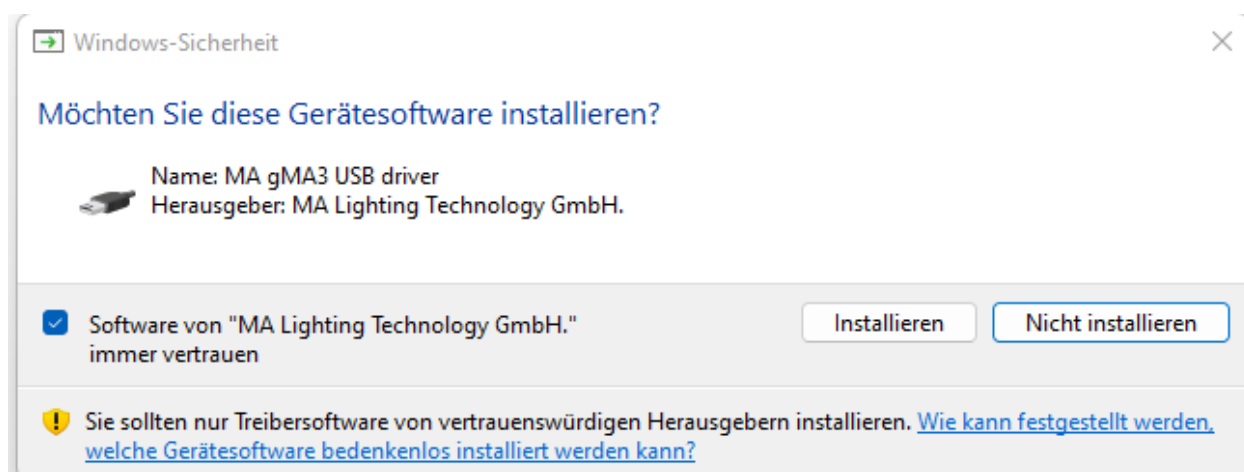 Windows-Sicherheit
Möchten Sie diese Gerätesoftware installieren?
Name: MA gMA3 USB driver
Herausgeber: MA Lighting Technology GmbH.
Software von "MA Lighting Technology GmbH."
immer vertrauen
Installieren
Nicht installieren
Sie sollten nur Treibersoftware von vertrauenswürdigen Herausgebern installieren. Wie kann festgestellt werden,
welche Gerätesoftware bedenkenlos installiert werden kann?